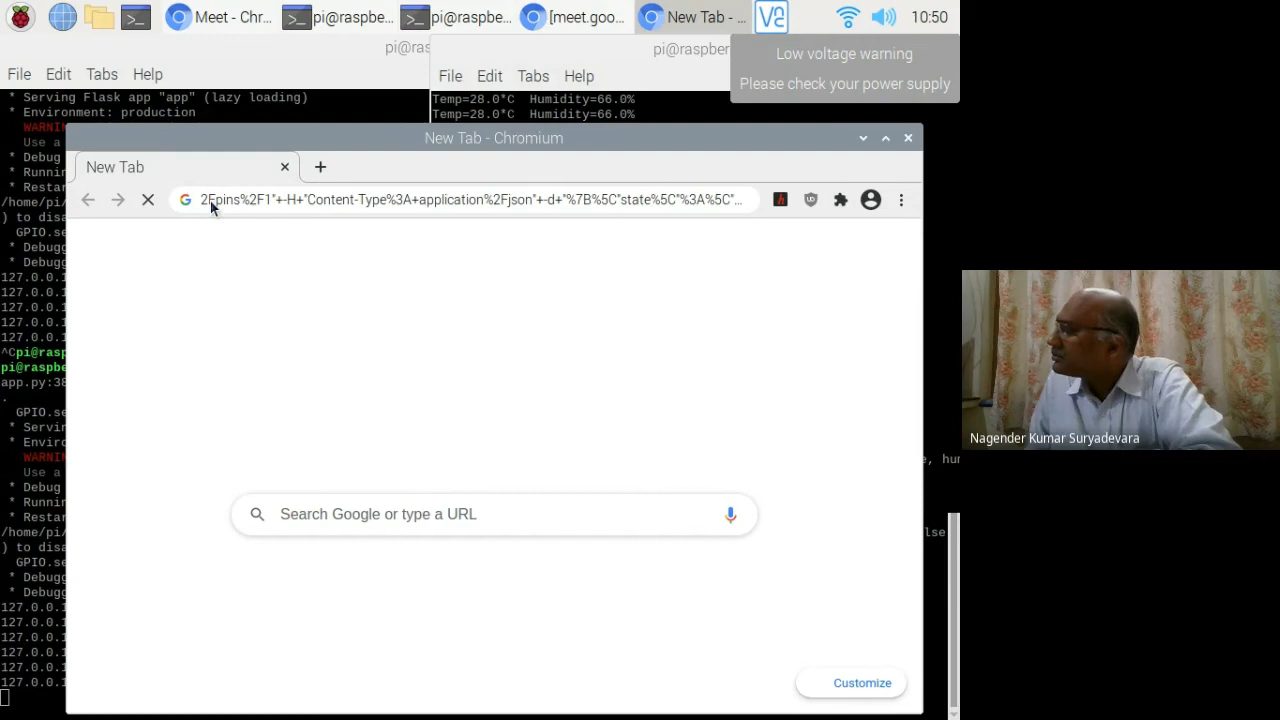 Meet - Chr...
pi@raspbe...
pi@raspbe...
[meet.goo...
New Tab - ...
10:50
pi@ras
pi@raspber
Low voltage warning
Please check your power supply
File Edit Tabs Help
File Edit Tabs Help
* Serving Flask app "app" (lazy loading)
* Environment: production
WARNI
Use a
* Debug
* Runnin
* Restar
/home/pi/
) to disa
GPIO.se
* Debugg
* Debugg
127.0.0.1
127.0.0.1
127.0.0.1
127.0.0.1
127.0.0.1
^Cpi@rasp
pi@raspbe
app.py:38
.
GPIO.se
* Servin
* Enviro
WARNI
Use a
* Debug
* Runnin
* Restar
/home/pi/
) to disa
GPIO.se
* Debugg
* Debugg
127.0.0.1
127.0.0.1
127.0.0.1
127.0.0.1
127.0.0.1
127.0.0.1
Temp=28.0*C Humidity=66.0%
Temp=28.0*C Humidity=66.0%
New Tab - Chromium
New Tab
2Fpins%2F1"+-H+"Content-Type%3A+application%2Fjson"+-d+"%7B%5C"state%5C"%3A%5C"...
Search Google or type a URL
Customize
e, hum
lse
Nagender Kumar Suryadevara